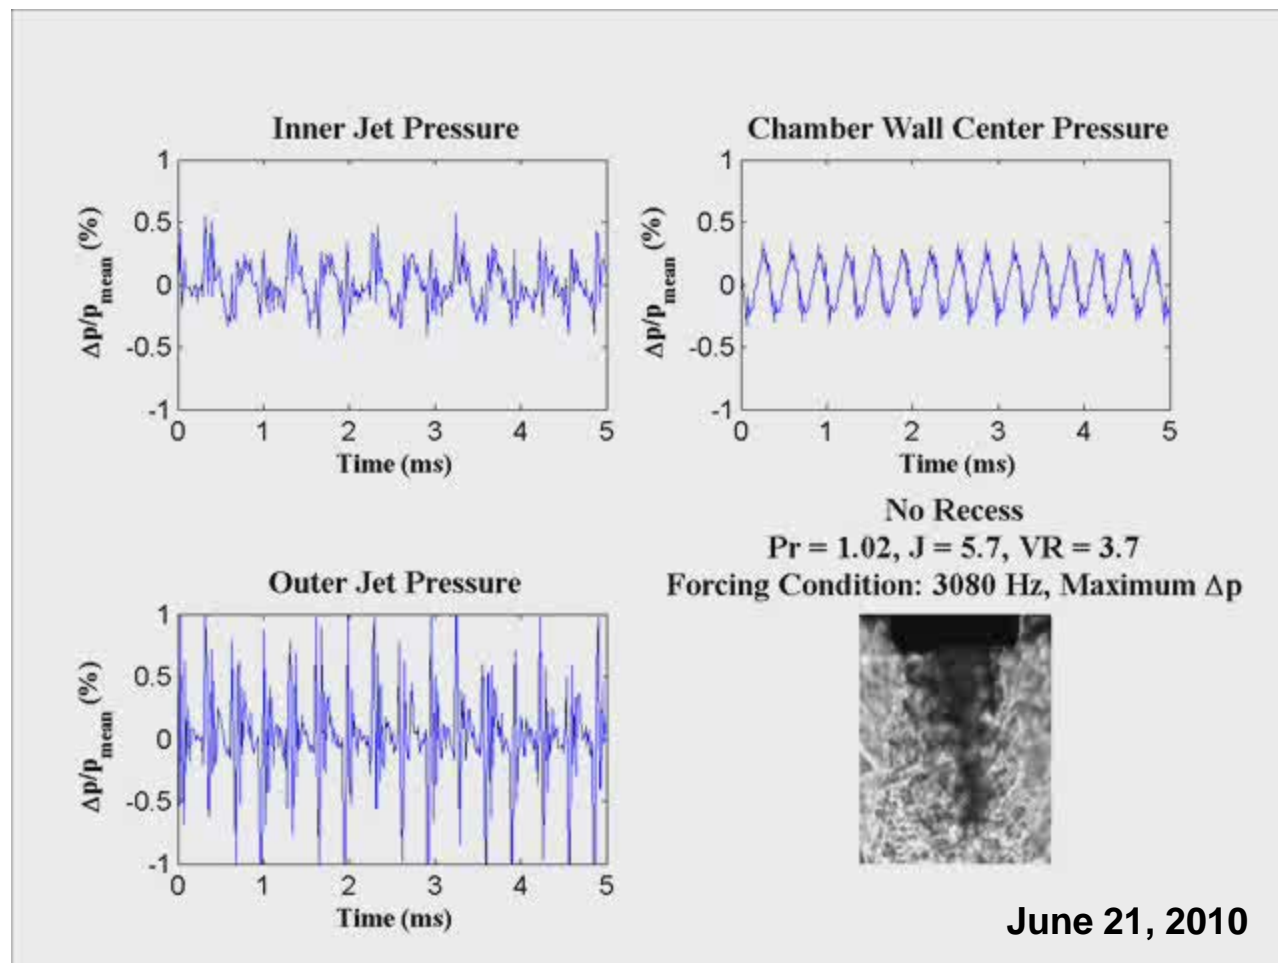 Inner Jet Pressure
Δp/p_mean (%)
1
0.5
0
-0.5
-1
0 1 2 3 4 5
Time (ms)
Chamber Wall Center Pressure
Δp/p_mean (%)
1
0.5
0
-0.5
-1
0 1 2 3 4 5
Time (ms)
Outer Jet Pressure
Δp/p_mean (%)
1
0.5
0
-0.5
-1
0 1 2 3 4 5
Time (ms)
No Recess
Pr = 1.02, J = 5.7, VR = 3.7
Forcing Condition: 3080 Hz, Maximum Δp
June 21, 2010